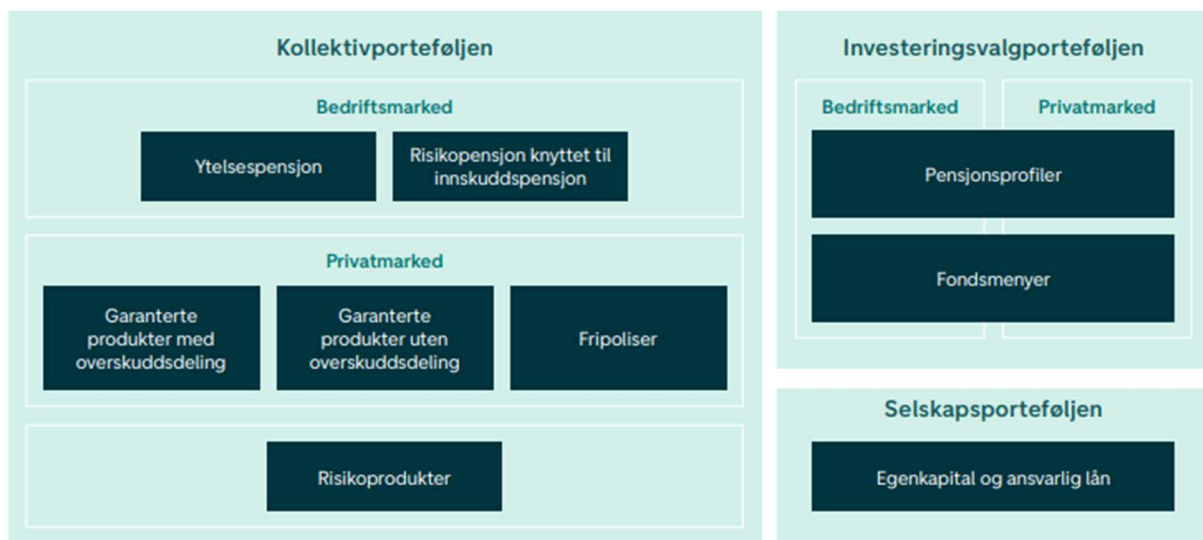 Kollektivporteføljen
Bedriftsmarked
Ytelsespensjon
Risikopensjon knyttet til
innskuddspensjon
Privatmarked
Garanterte
produkter med
overskuddsdeling
Garanterte
produkter uten
overskuddsdeling
Fripoliser
Risikoprodukter
Investeringsvalgporteføljen
Bedriftsmarked
Privatmarked
Pensjonsprofiler
Fondsmenyer
Selskapsporteføljen
Egenkapital og ansvarlig lån